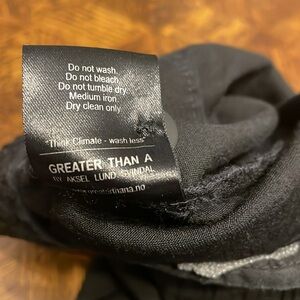 Do not wash
Do not bleach
Do not tumble dry
Medium iron
Dry clean only
"Think Climate - wash less"
GREATER THAN A
BY AKSEL LUND SVINDAL